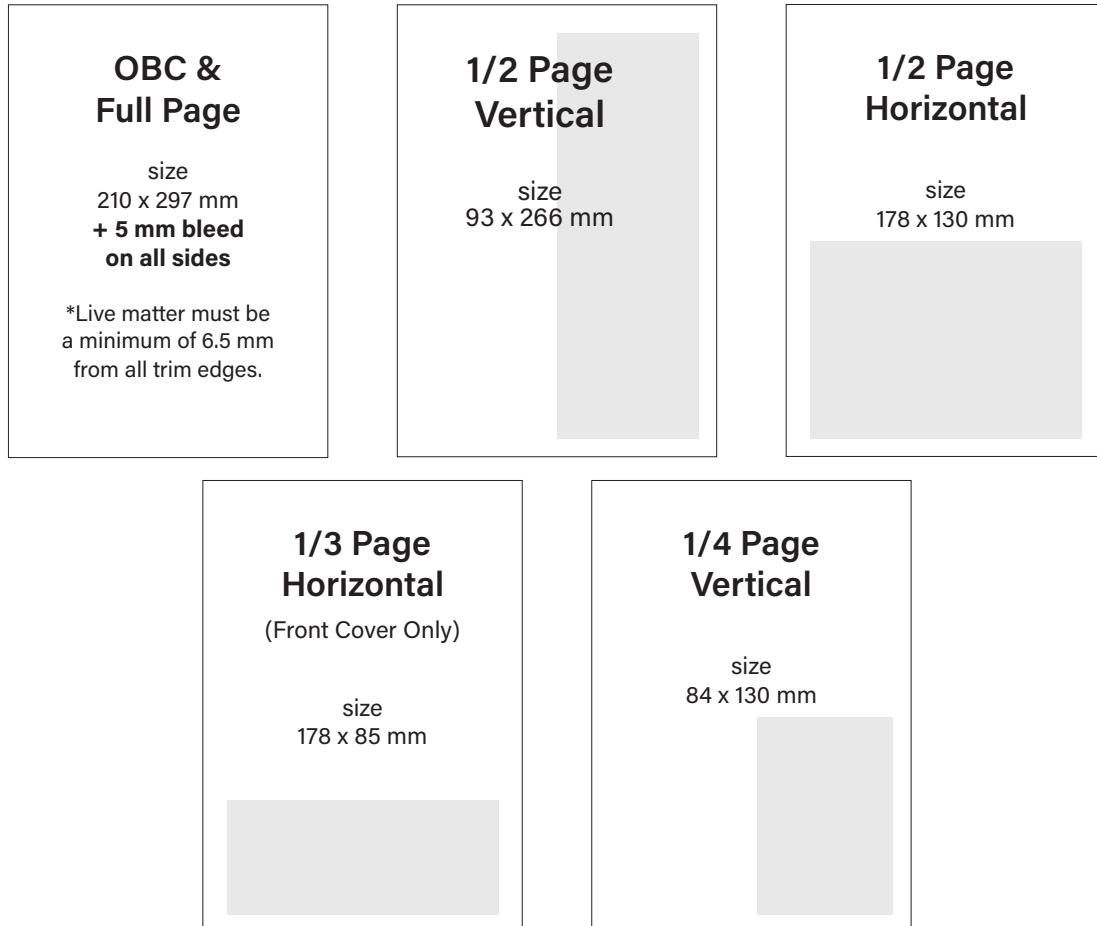 OBC &
Full Page
size
210 x 297 mm
+ 5 mm bleed
on all sides
*Live matter must be
a minimum of 6.5 mm
from all trim edges.
1/2 Page
Vertical
size
93 x 266 mm
1/2 Page
Horizontal
size
178 x 130 mm
1/3 Page
Horizontal
(Front Cover Only)
size
178 x 85 mm
1/4 Page
Vertical
size
84 x 130 mm